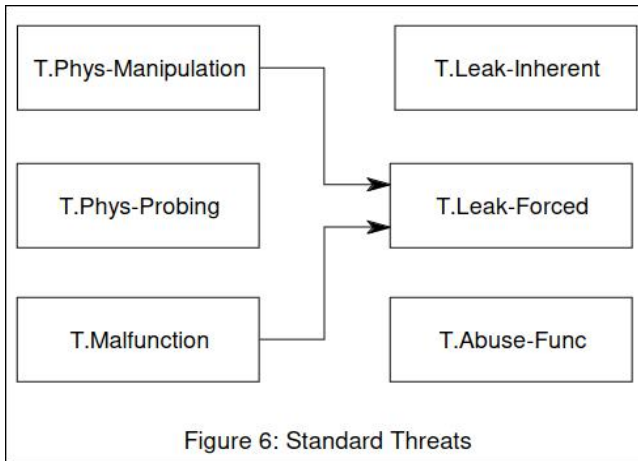 T.Phys-Manipulation
T.Leak-Inherent
T.Phys-Probing
T.Leak-Forced
T.Malfunction
T.Abuse-Func
Figure 6: Standard Threats